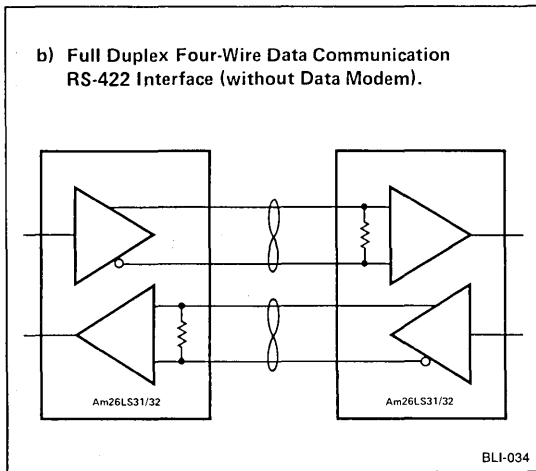 b) Full Duplex Four-Wire Data Communication
RS-422 Interface (without Data Modem).
Am26LS31/32
Am26LS31/32
BLI-034